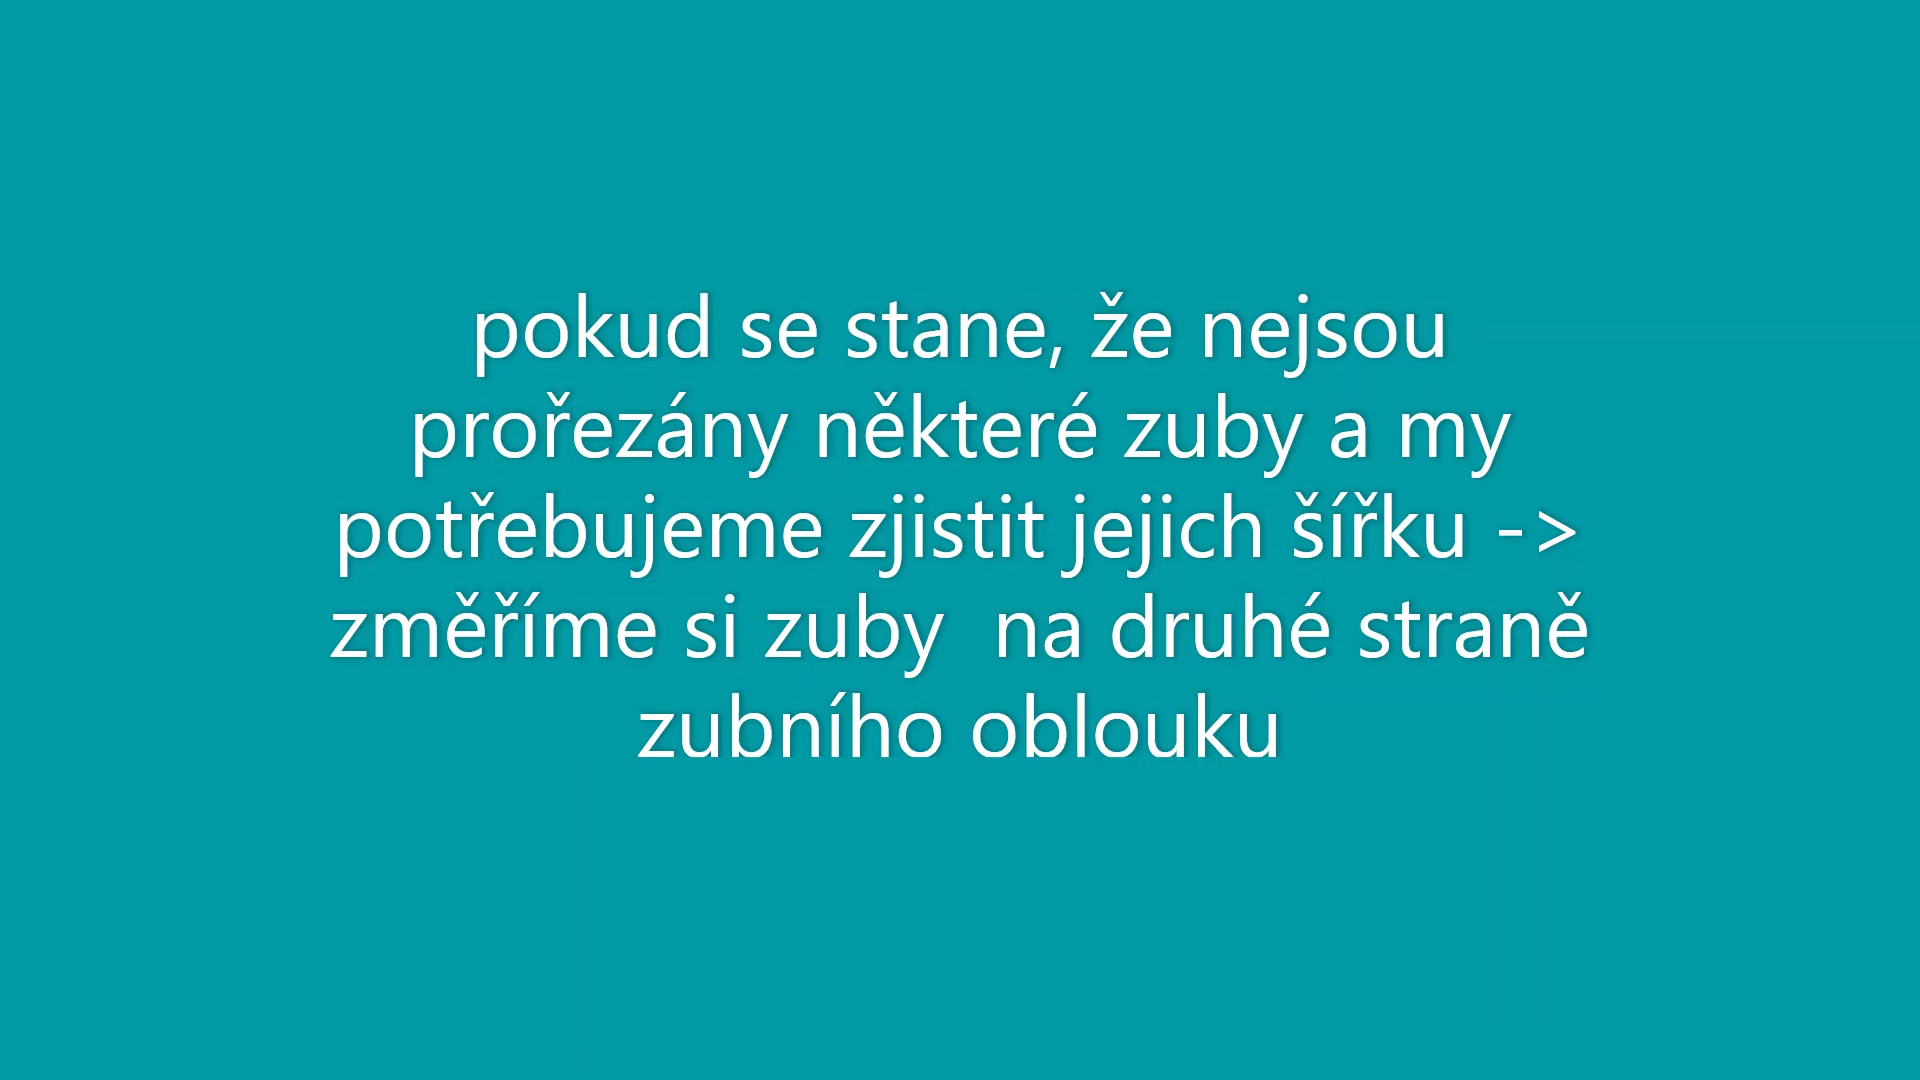 pokud se stane, že nejsou
prořezány některé zuby a my
potřebujeme zjistit jejich šířku ->
změříme si zuby  na druhé straně
zubního oblouku